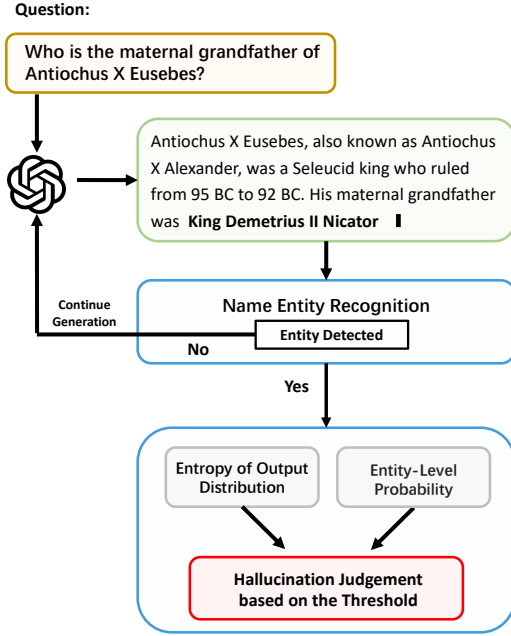 Question:
Who is the maternal grandfather of
Antiochus X Eusebes?
Antiochus X Eusebes, also known as Antiochus
X Alexander, was a Seleucid king who ruled
from 95 BC to 92 BC. His maternal grandfather
was King Demetrius II Nicator
Name Entity Recognition
Continue
Generation
Entity Detected
No
Yes
Entropy of Output
Distribution
Entity-Level
Probability
Hallucination Judgement
based on the Threshold